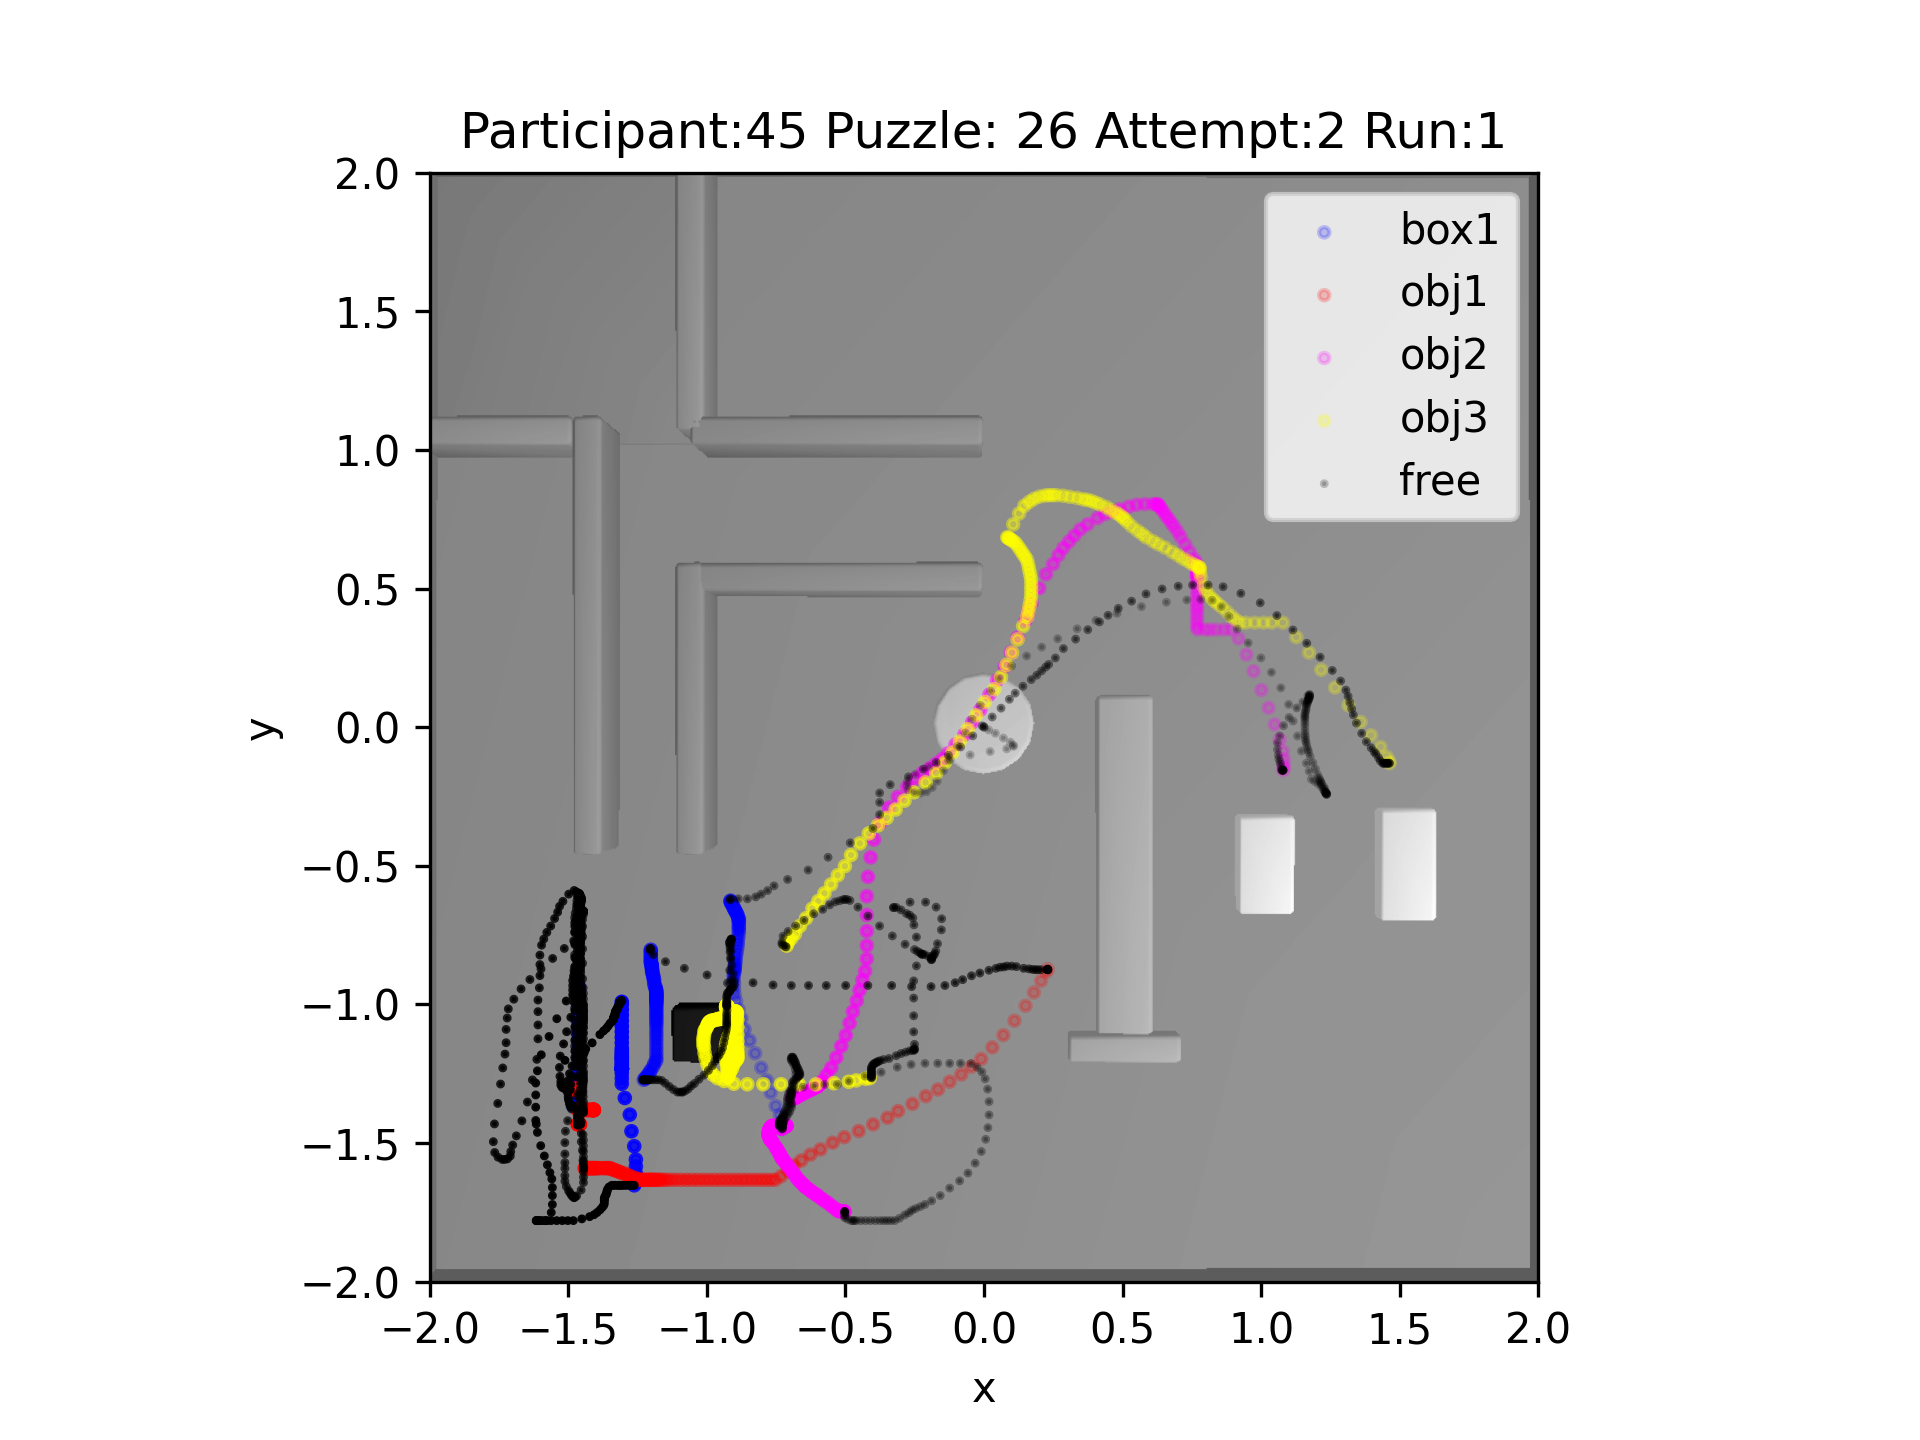 Participant:45 Puzzle: 26 Attempt:2 Run:1
2.0
1.5
1.0
0.5
0.0
−0.5
−1.0
−1.5
−2.0
y
box1
obj1
obj2
obj3
free
−2.0 −1.5 −1.0 −0.5 0.0 0.5 1.0 1.5 2.0
x